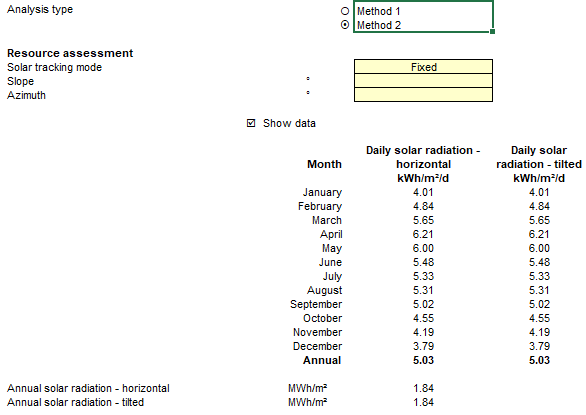 Analysis type
Method 1
Method 2
Resource assessment
Solar tracking mode Fixed
Slope °
Azimuth °
Show data
Daily solar radiation - Daily solar
Month horizontal radiation - tilted
kWh/m²/d kWh/m²/d
January 4.01 4.01
February 4.84 4.84
March 5.65 5.65
April 6.21 6.21
May 6.00 6.00
June 5.48 5.48
July 5.33 5.33
August 5.31 5.31
September 5.02 5.02
October 4.55 4.55
November 4.19 4.19
December 3.79 3.79
Annual 5.03 5.03
Annual solar radiation - horizontal MWh/m² 1.84
Annual solar radiation - tilted MWh/m² 1.84